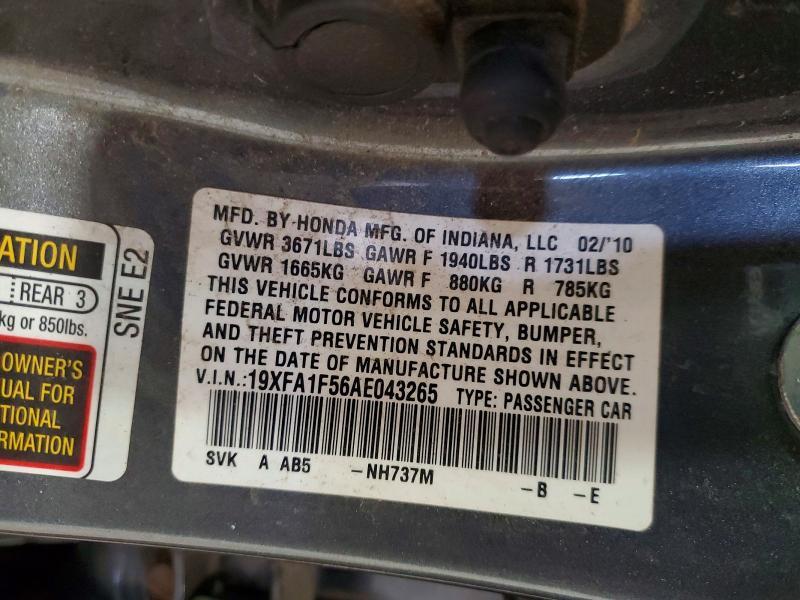 ATION
REAR 3
kg or 850lbs.
OWNER'S
UAL FOR
TIONAL
RMATION
SNE E2
MFD. BY-HONDA MFG. OF INDIANA, LLC 02/'10
GVWR 3671LBS GAWR F 1940LBS R 1731LBS
GVWR 1665KG GAWR F 880KG R 785KG
THIS VEHICLE CONFORMS TO ALL APPLICABLE
FEDERAL MOTOR VEHICLE SAFETY, BUMPER,
AND THEFT PREVENTION STANDARDS IN EFFECT
ON THE DATE OF MANUFACTURE SHOWN ABOVE.
V.I.N.:19XFA1F56AE043265 TYPE: PASSENGER CAR
SVK A AB5 -NH737M -B -E